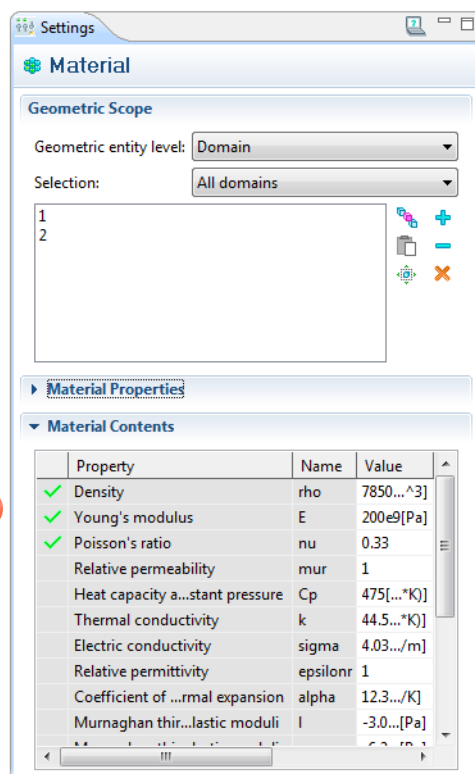 Settings
Material
Geometric Scope
Geometric entity level: Domain
Selection: All domains
1
2
Material Properties
Material Contents
Property Name Value
Density rho 7850...^3]
Young's modulus E 200e9[Pa]
Poisson's ratio nu 0.33
Relative permeability mur 1
Heat capacity a...stant pressure Cp 475[...*K)]
Thermal conductivity k 44.5...*K)]
Electric conductivity sigma 4.03.../m]
Relative permittivity epsilonr 1
Coefficient of ...rmal expansion alpha 12.3.../K]
Murnaghan thir...lastic moduli l -3.0...[Pa]